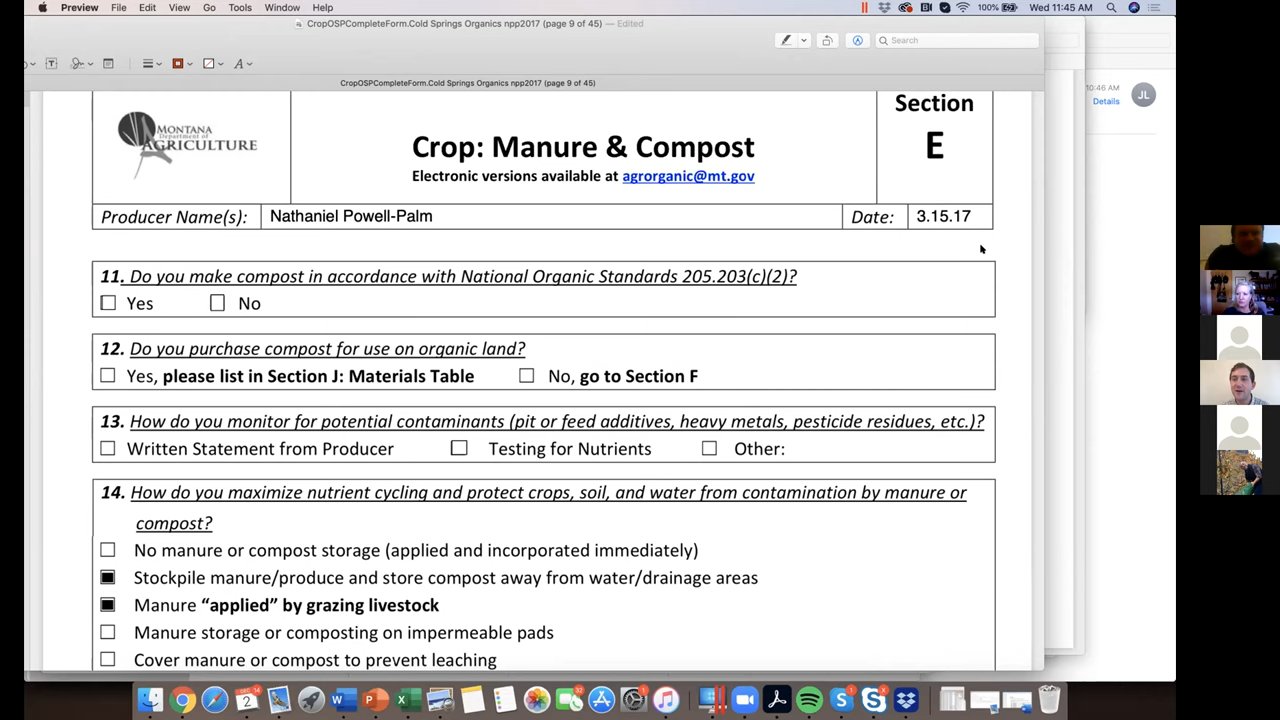 Preview File Edit View Go Tools Window Help 100% Wed 11:45 AM
CropOSPCompleteForm.Cold Springs Organics npp2017 (page 9 of 45) — Edited
Search
CropOSPCompleteForm.Cold Springs Organics npp2017 (page 9 of 45)
10:46 AM
Details
JL
MONTANA
Department of
AGRICULTURE
Crop: Manure & Compost
Electronic versions available at agrorganic@mt.gov
Section
E
Producer Name(s): Nathaniel Powell-Palm Date: 3.15.17
11. Do you make compost in accordance with National Organic Standards 205.203(c)(2)?
Yes No
12. Do you purchase compost for use on organic land?
Yes, please list in Section J: Materials Table No, go to Section F
13. How do you monitor for potential contaminants (pit or feed additives, heavy metals, pesticide residues, etc.)?
Written Statement from Producer Testing for Nutrients Other:
14. How do you maximize nutrient cycling and protect crops, soil, and water from contamination by manure or
compost?
No manure or compost storage (applied and incorporated immediately)
Stockpile manure/produce and store compost away from water/drainage areas
Manure “applied” by grazing livestock
Manure storage or composting on impermeable pads
Cover manure or compost to prevent leaching